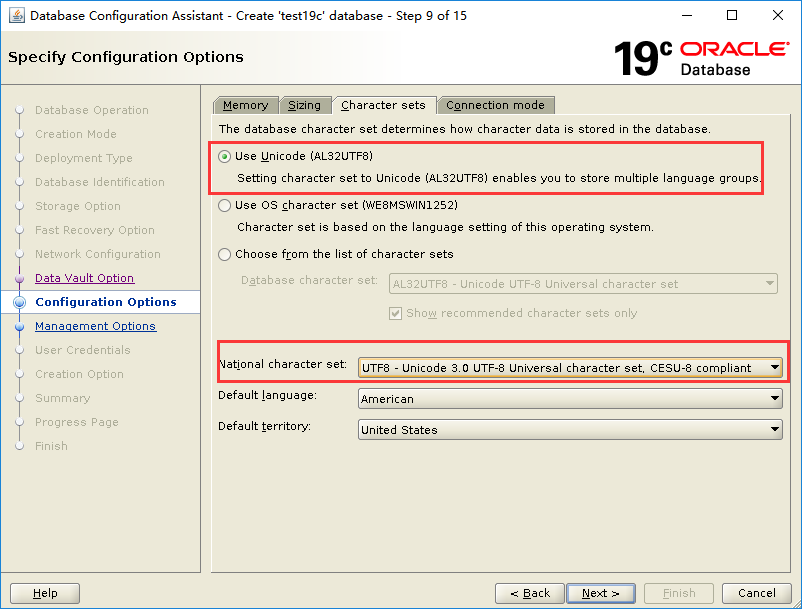 Database Configuration Assistant - Create 'test19c' database - Step 9 of 15
Specify Configuration Options
19c ORACLE
Database
Database Operation
Creation Mode
Deployment Type
Database Identification
Storage Option
Fast Recovery Option
Network Configuration
Data Vault Option
Configuration Options
Management Options
User Credentials
Creation Option
Summary
Progress Page
Finish
Memory Sizing Character sets Connection mode
The database character set determines how character data is stored in the database.
Use Unicode (AL32UTF8)
Setting character set to Unicode (AL32UTF8) enables you to store multiple language groups.
Use OS character set (WE8MSWIN1252)
Character set is based on the language setting of this operating system.
Choose from the list of character sets
Database character set: AL32UTF8 - Unicode UTF-8 Universal character set
Show recommended character sets only
National character set: UTF8 - Unicode 3.0 UTF-8 Universal character set, CESU-8 compliant
Default language: American
Default territory: United States
Help < Back Next > Finish Cancel